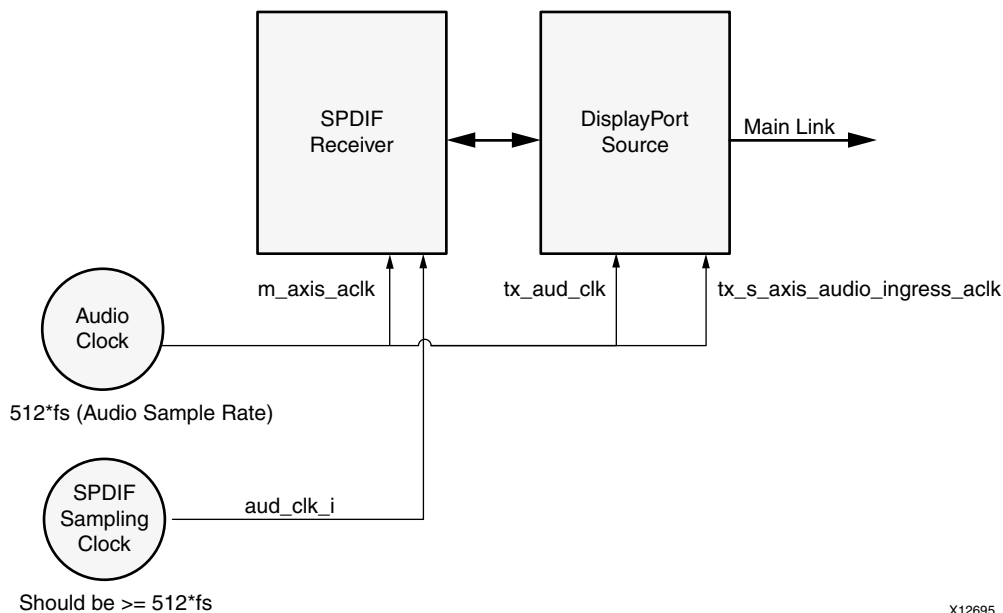 SPDIF
Receiver
DisplayPort
Source
Main Link
m_axis_aclk
tx_aud_clk
tx_s_axis_audio_ingress_aclk
Audio
Clock
512*fs (Audio Sample Rate)
SPDIF
Sampling
Clock
aud_clk_i
Should be >= 512*fs
X12695